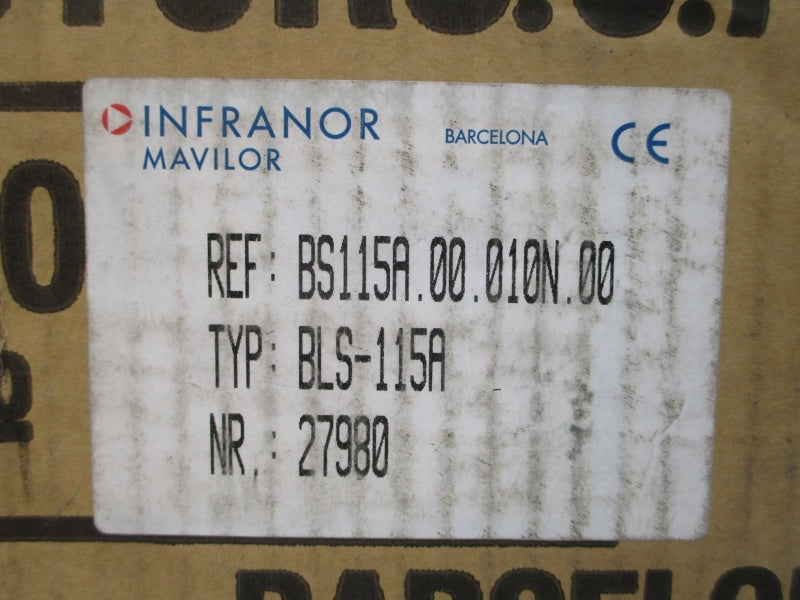 INFRANOR
MAVILOR
BARCELONA
CE
REF: BS115A.00.010N.00
TYP: BLS-115A
NR.: 27980